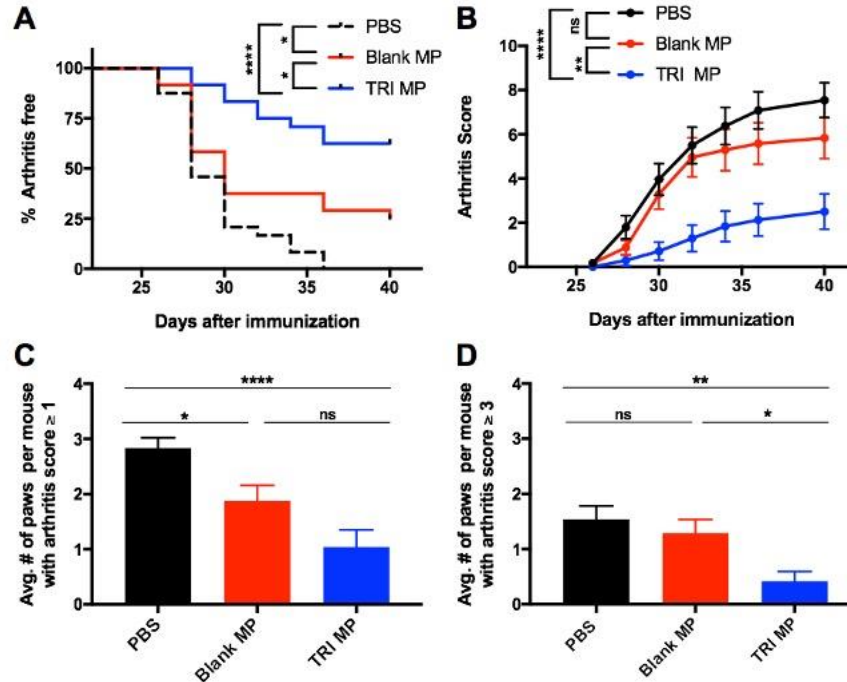 A
PBS
Blank MP
TRI MP
****
*
*
% Arthritis free
100
75
50
25
0
25
30
35
40
Days after immunization
B
PBS
Blank MP
TRI MP
****
ns
**
Arthritis Score
10
8
6
4
2
0
25
30
35
40
Days after immunization
C
Avg. # of paws per mouse
with arthritis score ≥ 1
4
3
2
1
0
****
*
ns
PBS
Blank MP
TRI MP
D
Avg. # of paws per mouse
with arthritis score ≥ 3
4
3
2
1
0
**
ns
*
PBS
Blank MP
TRI MP